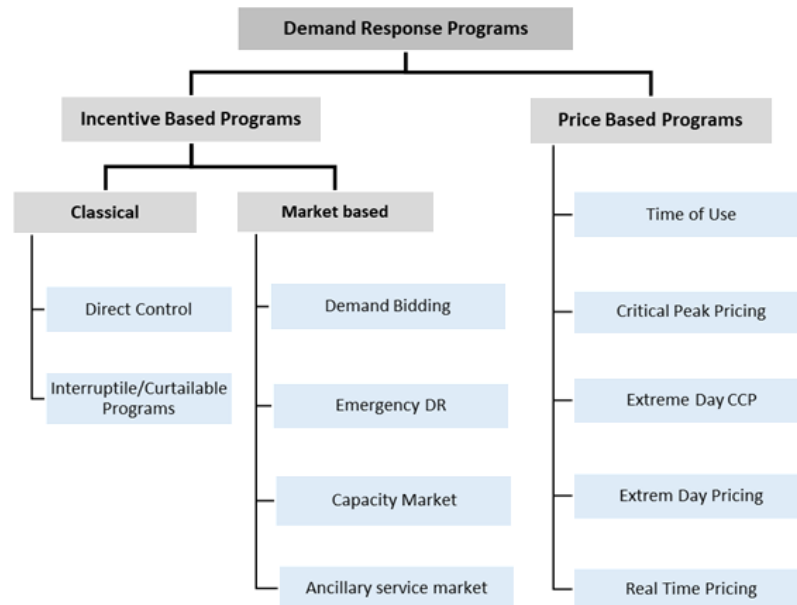 Demand Response Programs
Incentive Based Programs
Price Based Programs
Classical
Market based
Direct Control
Interruptile/Curtailable
Programs
Demand Bidding
Emergency DR
Capacity Market
Ancillary service market
Time of Use
Critical Peak Pricing
Extreme Day CCP
Extrem Day Pricing
Real Time Pricing